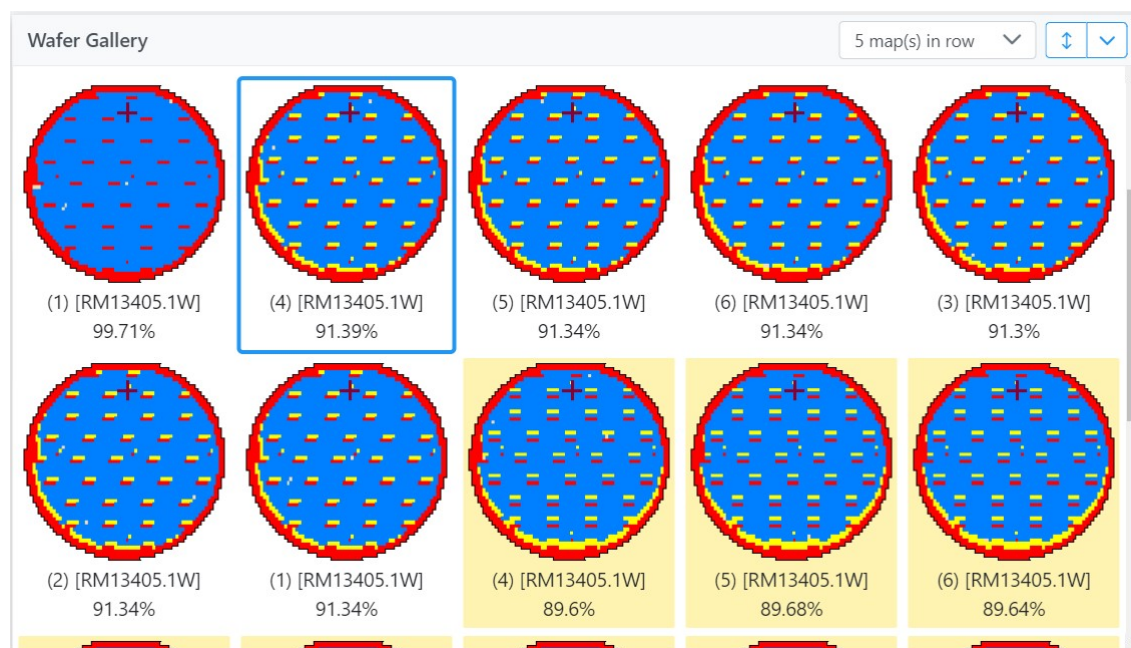 Wafer Gallery
5 map(s) in row
(1) [RM13405.1W]
99.71%
(4) [RM13405.1W]
91.39%
(5) [RM13405.1W]
91.34%
(6) [RM13405.1W]
91.34%
(3) [RM13405.1W]
91.3%
(2) [RM13405.1W]
91.34%
(1) [RM13405.1W]
91.34%
(4) [RM13405.1W]
89.6%
(5) [RM13405.1W]
89.68%
(6) [RM13405.1W]
89.64%